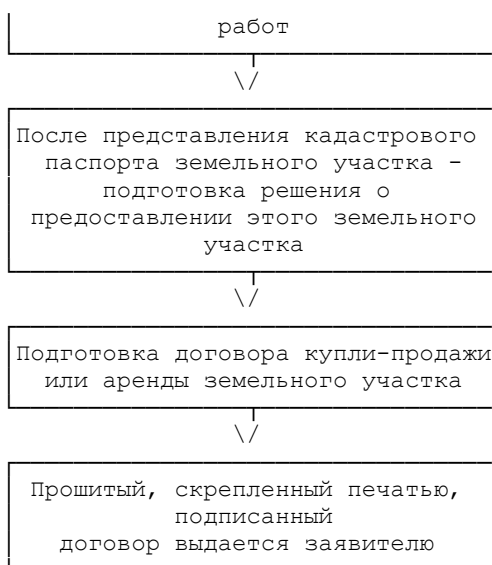 работ
\/
После представления кадастрового
паспорта земельного участка -
подготовка решения о
предоставлении этого земельного
участка
\/
Подготовка договора купли-продажи
или аренды земельного участка
\/
Прошитый, скрепленный печатью,
подписанный
договор выдается заявителю